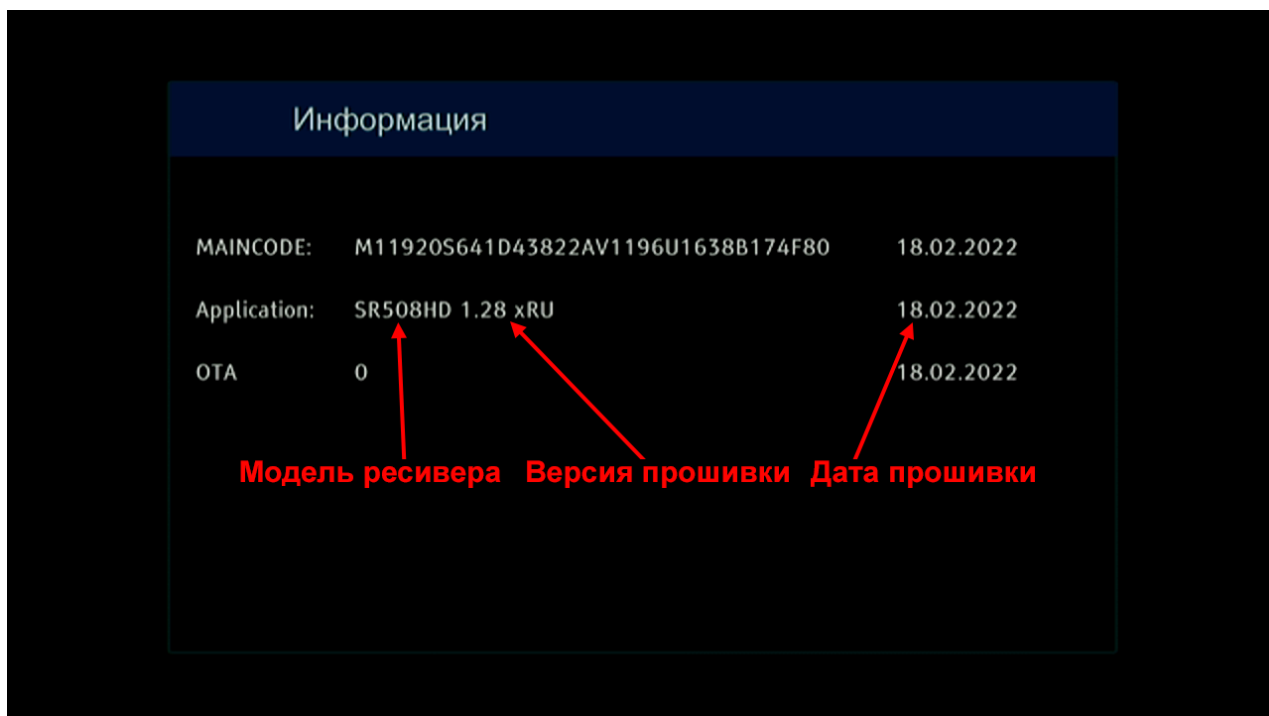 Информация
MAINCODE: M11920S641D43822AV1196U1638B174F80 18.02.2022
Application: SR508HD 1.28 xRU 18.02.2022
OTA 0 18.02.2022
Модель ресивера Версия прошивки Дата прошивки